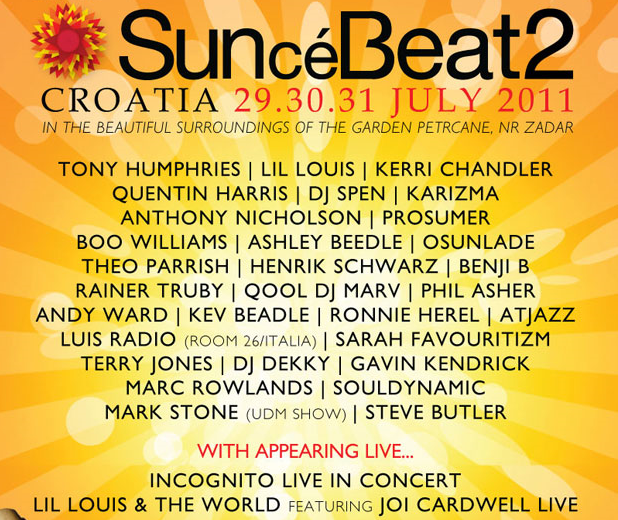 SuncéBeat2
CROATIA 29.30.31 JULY 2011
IN THE BEAUTIFUL SURROUNDINGS OF THE GARDEN PETRCANE, NR ZADAR
TONY HUMPHRIES | LIL LOUIS | KERRI CHANDLER
QUENTIN HARRIS | DJ SPEN | KARIZMA
ANTHONY NICHOLSON | PROSUMER
BOO WILLIAMS | ASHLEY BEEDLE | OSUNLADE
THEO PARRISH | HENRIK SCHWARZ | BENJI B
RAINER TRUBY | QOOL DJ MARV | PHIL ASHER
ANDY WARD | KEV BEADLE | RONNIE HEREL | ATJAZZ
LUIS RADIO (ROOM 26/ITALIA) | SARAH FAVOURITIZM
TERRY JONES | DJ DEKKY | GAVIN KENDRICK
MARC ROWLANDS | SOULDYNAMIC
MARK STONE (UDM SHOW) | STEVE BUTLER
WITH APPEARING LIVE...
INCOGNITO LIVE IN CONCERT
LIL LOUIS & THE WORLD FEATURING JOI CARDWELL LIVE